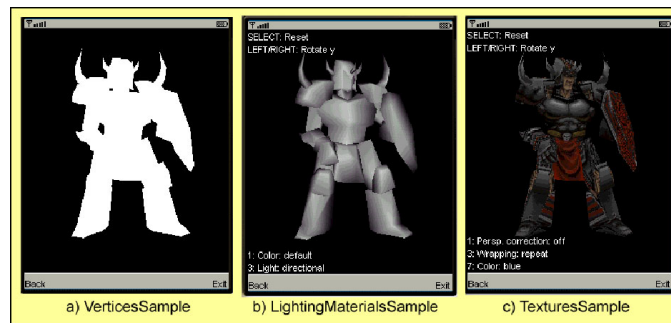 Back Exit
a) VerticesSample
SELECT: Reset
LEFT/RIGHT: Rotate y
1: Color: default
3: Light: directional
Back Exit
b) LightingMaterialsSample
SELECT: Reset
LEFT/RIGHT: Rotate y
1: Persp. correction: off
3: Wrapping: repeat
7: Color: blue
Back Exit
c) TexturesSample